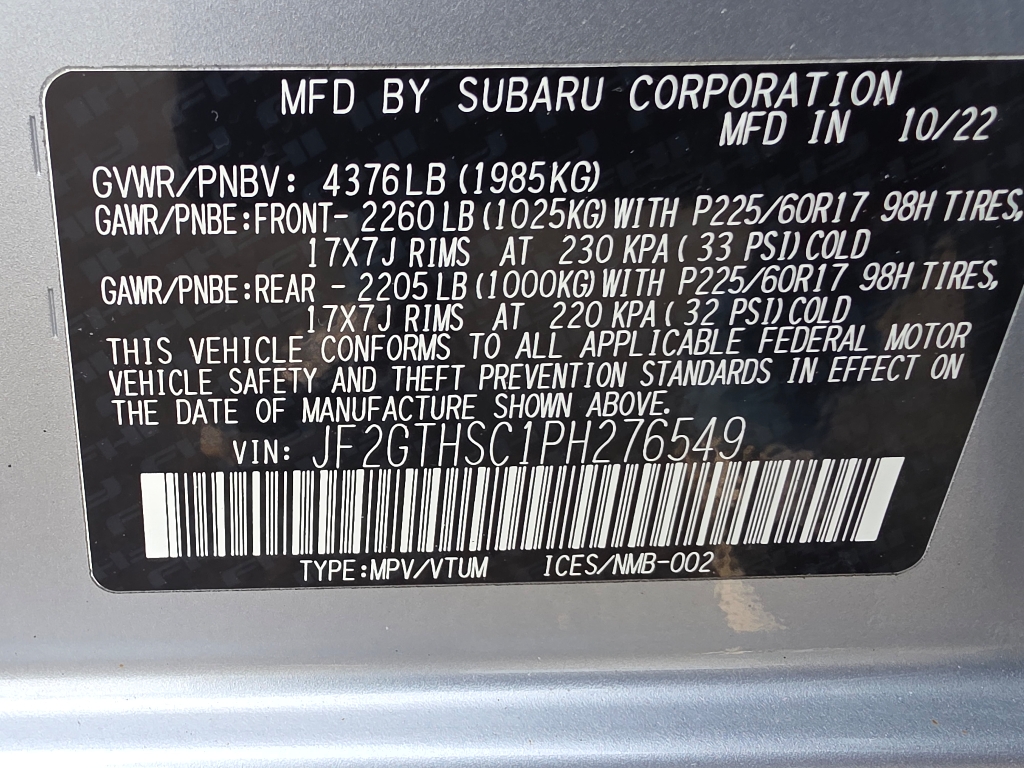 MFD BY SUBARU CORPORATION
MFD IN 10/22
GVWR/PNBV: 4376LB (1985KG)
GAWR/PNBE:FRONT- 2260 LB (1025KG) WITH P225/60R17 98H TIRES,
17X7J RIMS AT 230 KPA ( 33 PSI) COLD
GAWR/PNBE:REAR - 2205 LB (1000KG) WITH P225/60R17 98H TIRES,
17X7J RIMS AT 220 KPA ( 32 PSI) COLD
THIS VEHICLE CONFORMS TO ALL APPLICABLE FEDERAL MOTOR
VEHICLE SAFETY AND THEFT PREVENTION STANDARDS IN EFFECT ON
THE DATE OF MANUFACTURE SHOWN ABOVE.
VIN: JF2GTHSC1PH276549
TYPE:MPV/VTUM ICES/NMB-002